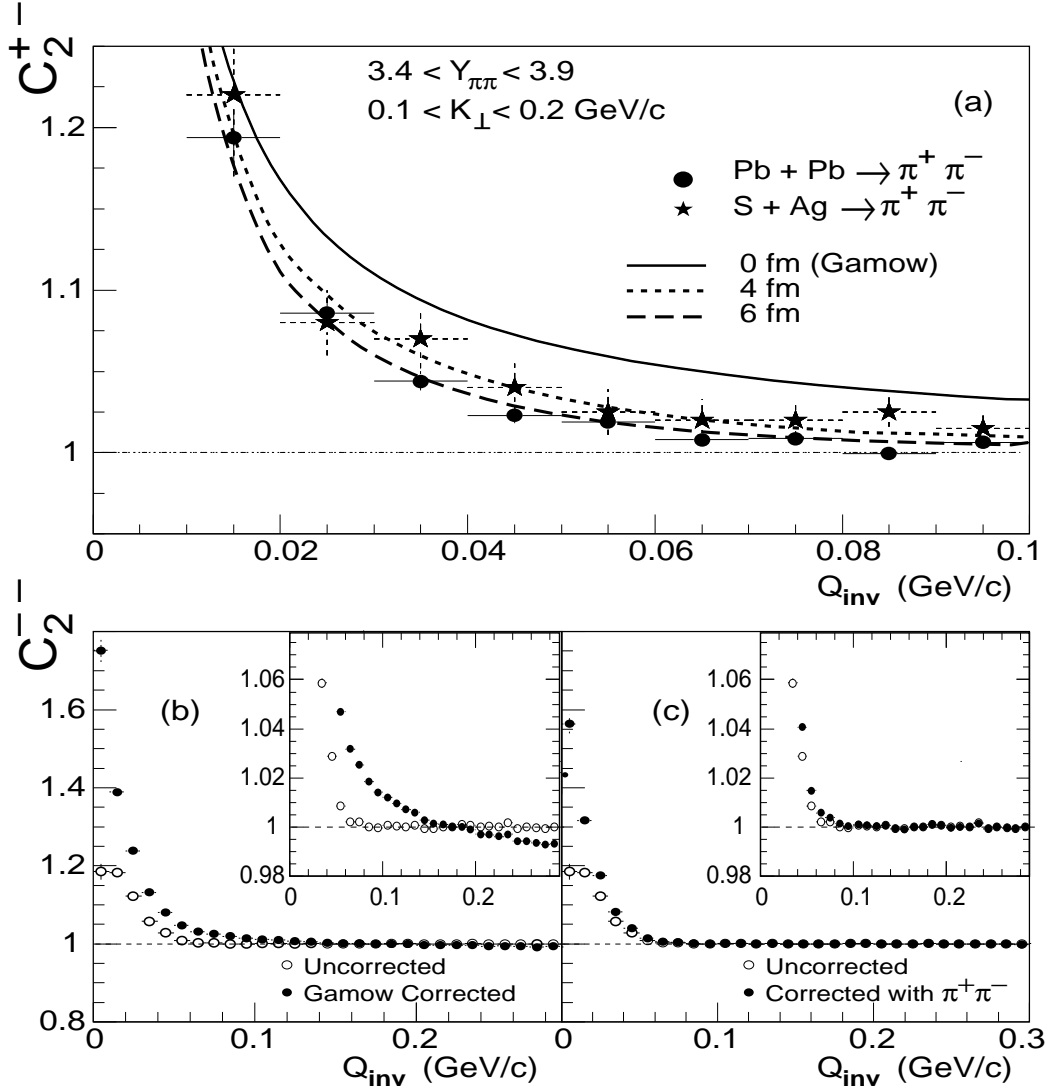 C₂⁺⁻
1.2
1.1
1
3.4 < Yππ < 3.9
0.1 < K⊥ < 0.2 GeV/c
(a)
Pb + Pb → π⁺ π⁻
S + Ag → π⁺ π⁻
0 fm (Gamow)
4 fm
6 fm
0 0.02 0.04 0.06 0.08 0.1
Q_inv (GeV/c)
C₂⁻⁻
1.6
1.4
1.2
1
0.8
(b)
1.06
1.04
1.02
1
0.98
0 0.1 0.2
Uncorrected
Gamow Corrected
0 0.1 0.2
Q_inv (GeV/c)
(c)
1.06
1.04
1.02
1
0.98
0 0.1 0.2
Uncorrected
Corrected with π⁺π⁻
0 0.1 0.2 0.3
Q_inv (GeV/c)